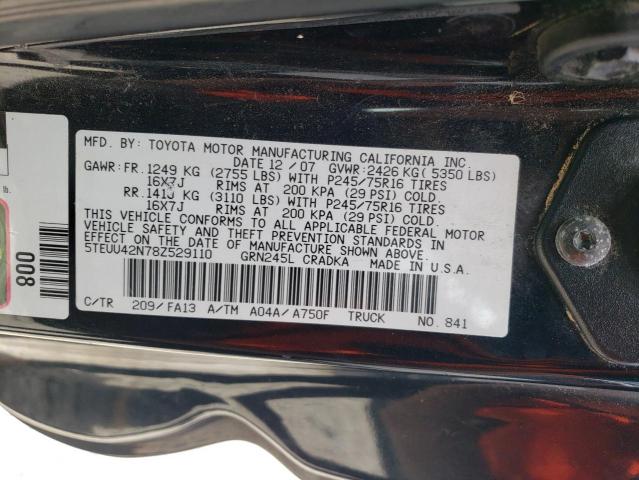 MFD. BY: TOYOTA MOTOR MANUFACTURING CALIFORNIA INC.
DATE 12/07 GVWR: 2426 KG (5350 LBS)
GAWR: FR. 1249 KG (2755 LBS) WITH P245/75R16 TIRES
16X7J RIMS AT 200 KPA (29 PSI) COLD.
RR. KG (3110 LBS) WITH P245/75R16 TIRES
16X7J RIMS AT 200 KPA (29 PSI) COLD.
THIS VEHICLE CONFORMS TO ALL APPLICABLE FEDERAL MOTOR
VEHICLE SAFETY AND THEFT PREVENTION STANDARDS IN
EFFECT ON THE DATE OF MANUFACTURE SHOWN ABOVE.
5TEUU42N78Z529110 GRN245L CRADKA MADE IN U.S.A.
C/TR 209/FA13 A/TM A04A/A750F TRUCK NO. 841
800
lb.